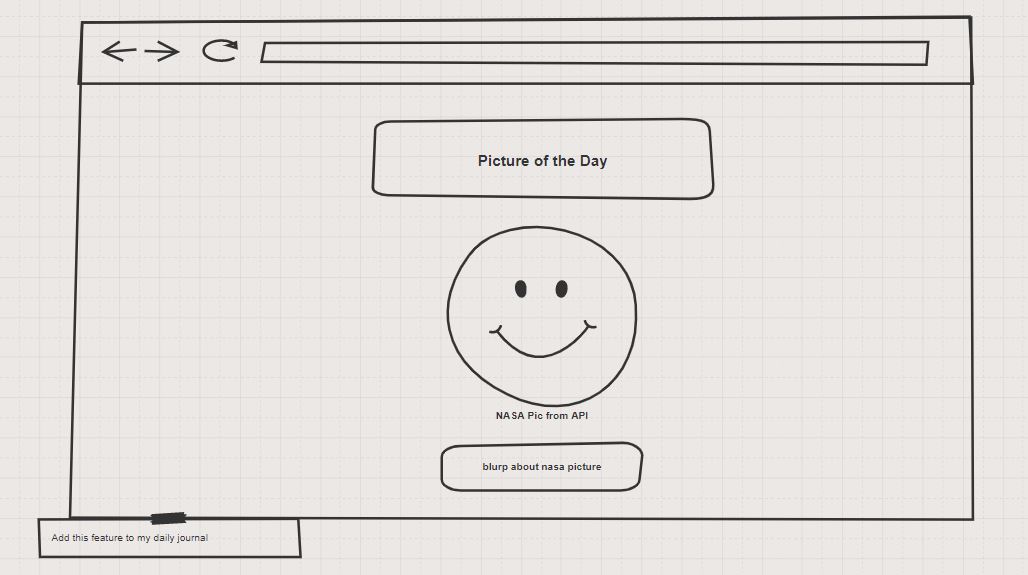 Picture of the Day
NASA Pic from API
blurp about nasa picture
Add this feature to my daily journal